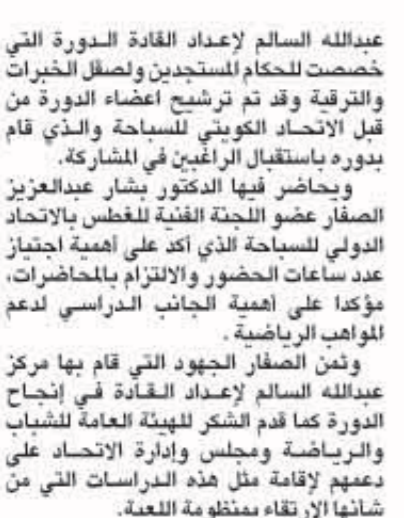 عبدالله السالم لإعداد القادة الدورة التي
خصصت للحكام المستجدين ولصقل الخبرات
والترقية وقد تم ترشيح اعضاء الدورة من
قبل الاتحاد الكويتي للسباحة والذي قام
بدوره باستقبال الراغبين في المشاركة.
ويحاضر فيها الدكتور بشار عبدالعزيز
الصفار عضو اللجنة الفنية للغطس بالاتحاد
الدولي للسباحة الذي أكد على أهمية اجتياز
عدد ساعات الحضور والالتزام بالمحاضرات،
مؤكدا على أهمية الجانب الدراسي لدعم
المواهب الرياضية .
وثمن الصفار الجهود التي قام بها مركز
عبدالله السالم لإعداد القادة في إنجاح
الدورة كما قدم الشكر للهيئة العامة للشباب
والرياضة ومجلس وإدارة الاتحاد على
دعمهم لإقامة مثل هذه الدراسات التي من
شانها الارتقاء بمنظومة اللعبة.